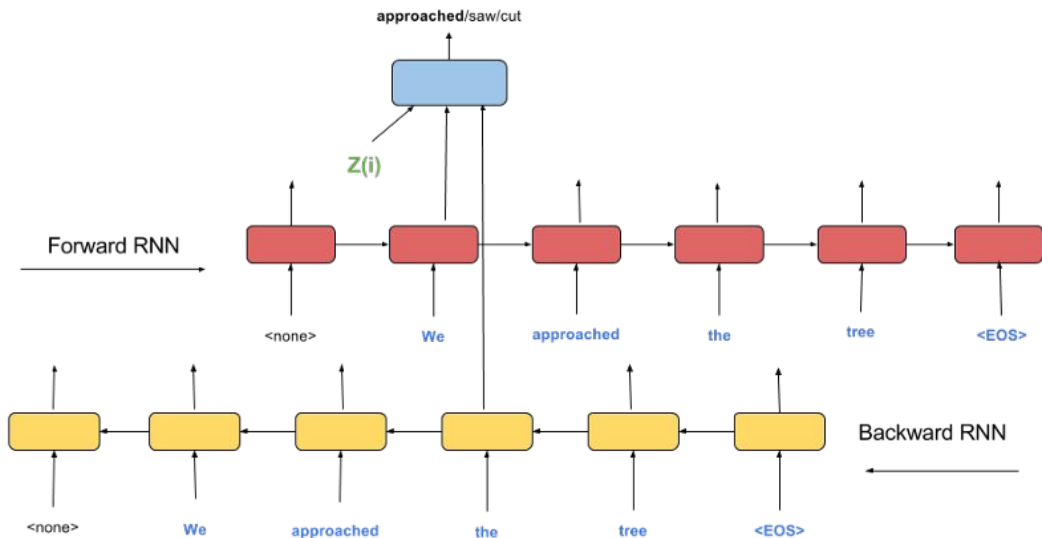 approached/saw/cut
Z(i)
Forward RNN
<none> We approached the tree <EOS>
Backward RNN
<none> We approached the tree <EOS>